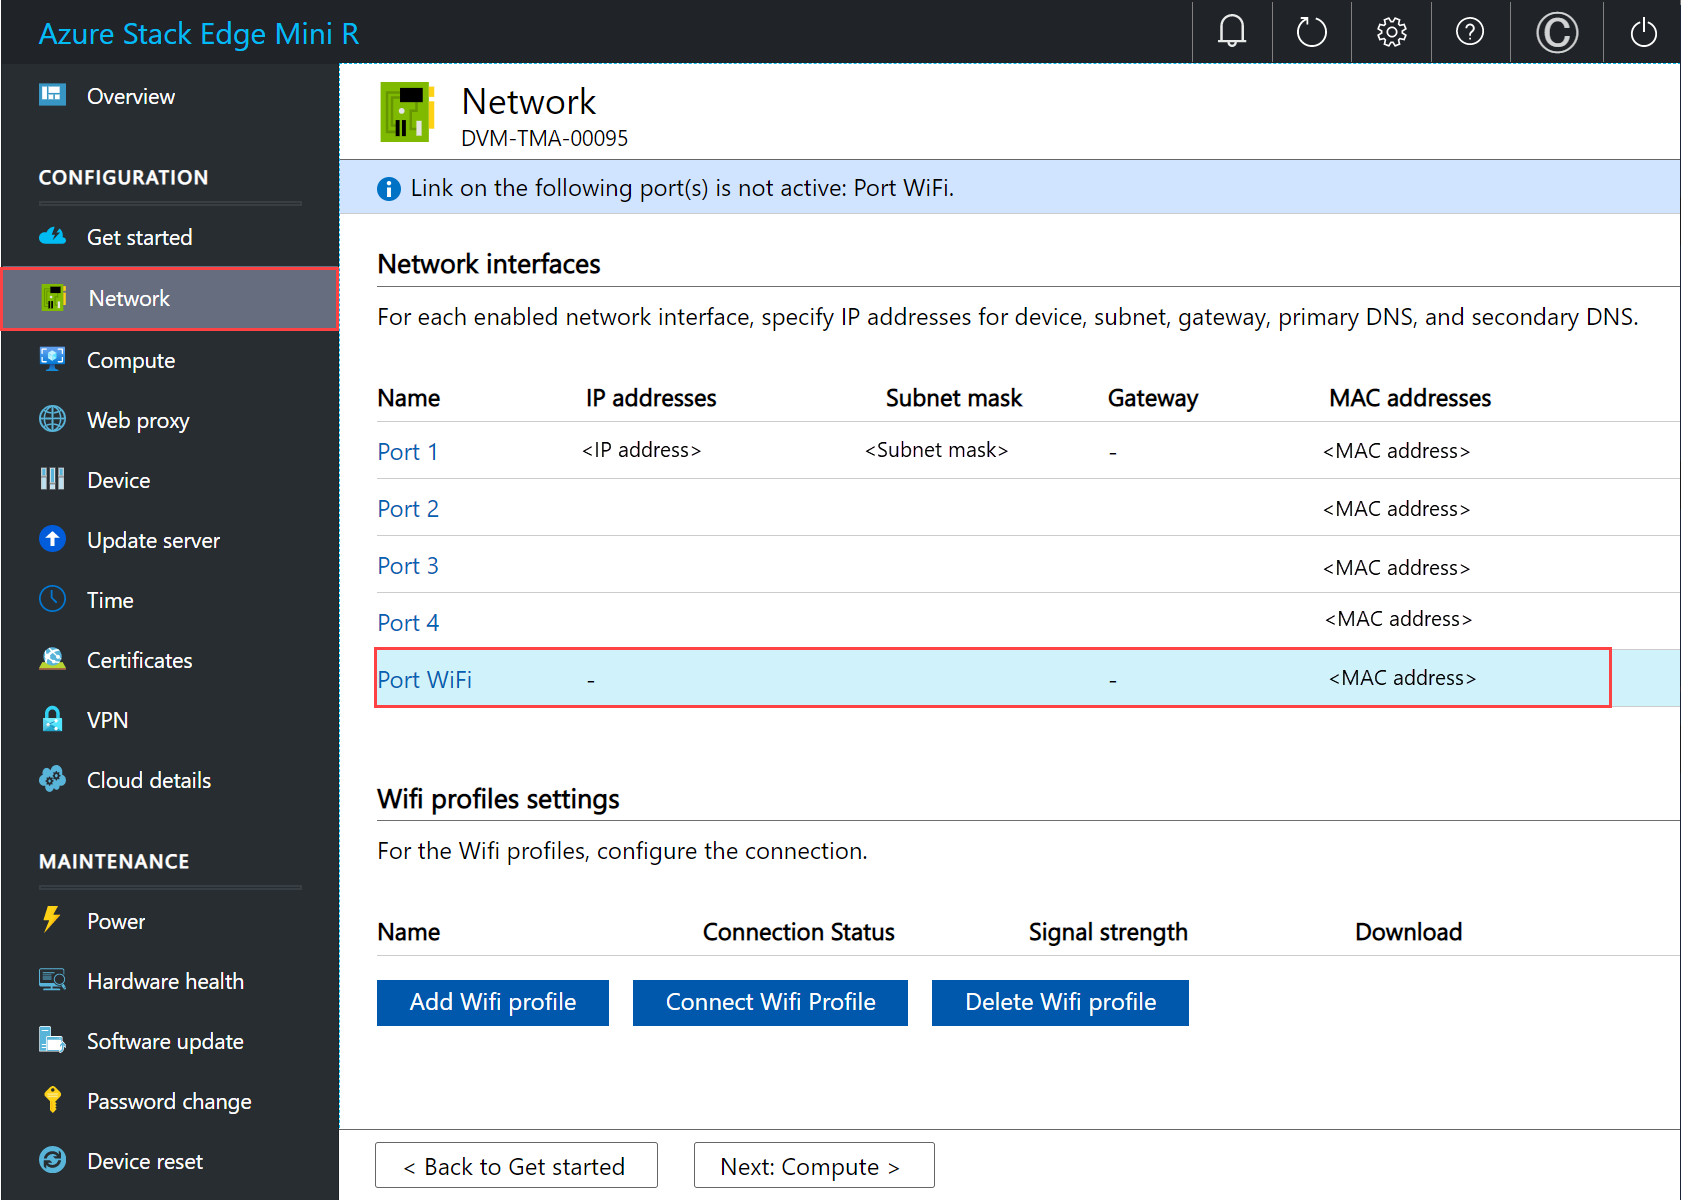 Azure Stack Edge Mini R
Overview
CONFIGURATION
Get started
Network
Compute
Web proxy
Device
Update server
Time
Certificates
VPN
Cloud details
MAINTENANCE
Power
Hardware health
Software update
Password change
Device reset
Network
DVM-TMA-00095
Link on the following port(s) is not active: Port WiFi.
Network interfaces
For each enabled network interface, specify IP addresses for device, subnet, gateway, primary DNS, and secondary DNS.
Name IP addresses Subnet mask Gateway MAC addresses
Port 1 <IP address> <Subnet mask> - <MAC address>
Port 2 <MAC address>
Port 3 <MAC address>
Port 4 <MAC address>
Port WiFi - - <MAC address>
Wifi profiles settings
For the Wifi profiles, configure the connection.
Name Connection Status Signal strength Download
Add Wifi profile Connect Wifi Profile Delete Wifi profile
< Back to Get started Next: Compute >